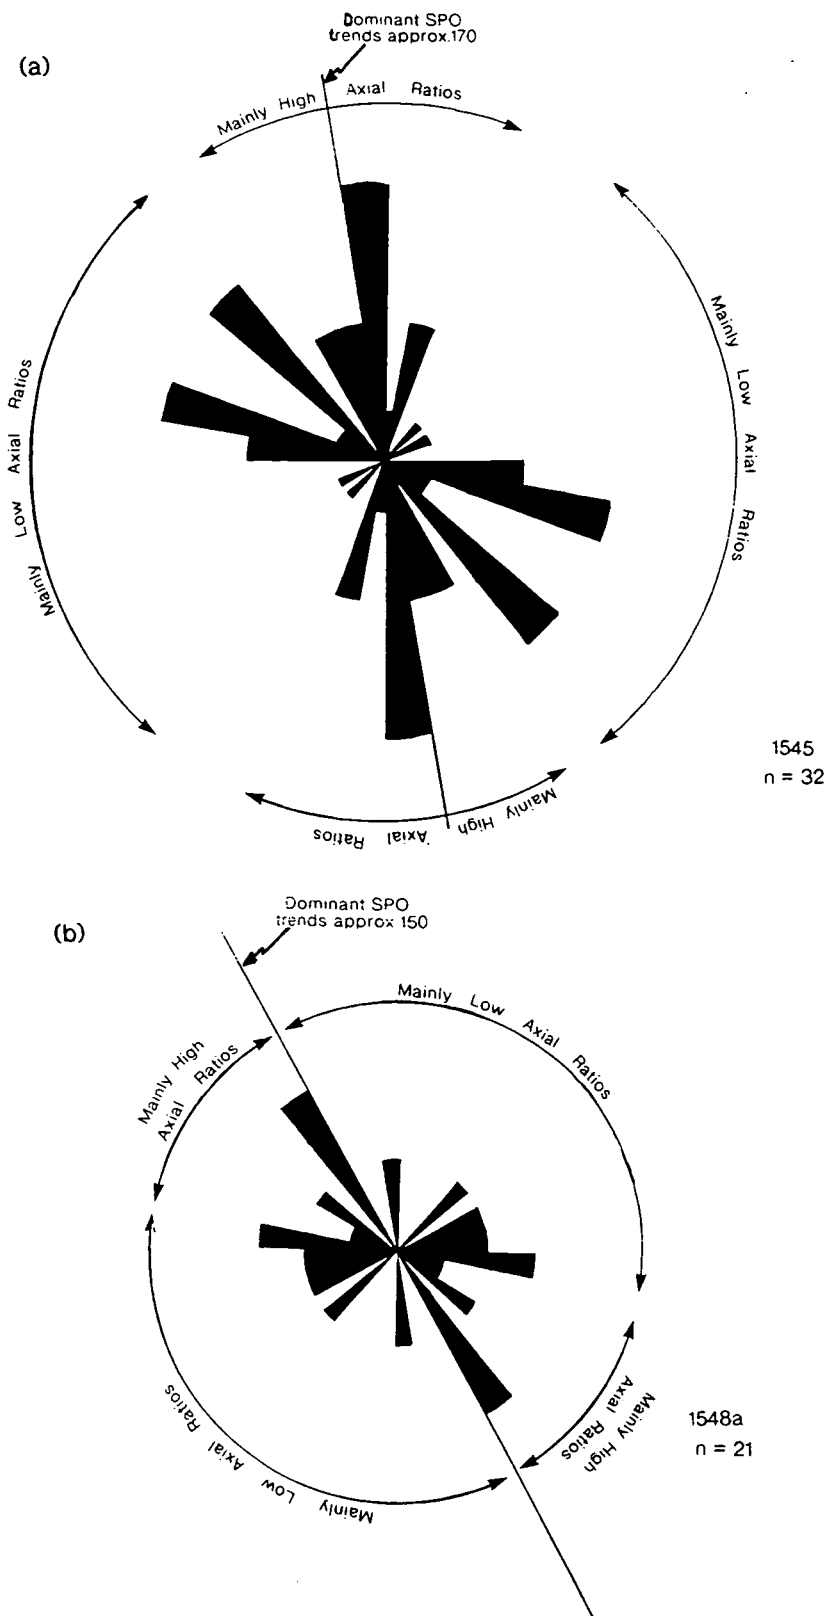 Dominant SPO
trends approx.170
(a)
Mainly High Axial Ratios
Mainly Low Axial Ratios
Mainly Low Axial Ratios
1545
n = 32
Mainly High Axial Ratios
Dominant SPO
trends approx 150
(b)
Mainly Low Axial Ratios
Mainly High
Axial Ratios
Mainly High
Axial Ratios
1548a
n = 21
Mainly Low Axial Ratios